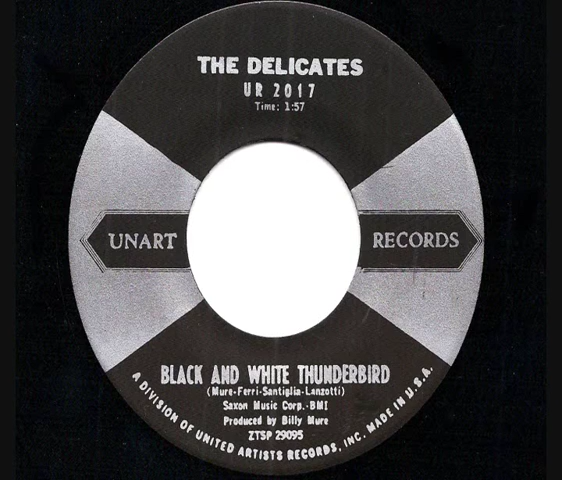 THE DELICATES
UR 2017
Time: 1:57
UNART RECORDS
BLACK AND WHITE THUNDERBIRD
(Mure-Ferri-Santiglia-Lanzotti)
Saxon Music Corp.-BMI
Produced by Billy Mure
ZTSP 29095
A DIVISION OF UNITED ARTISTS RECORDS, INC. MADE IN U.S.A.